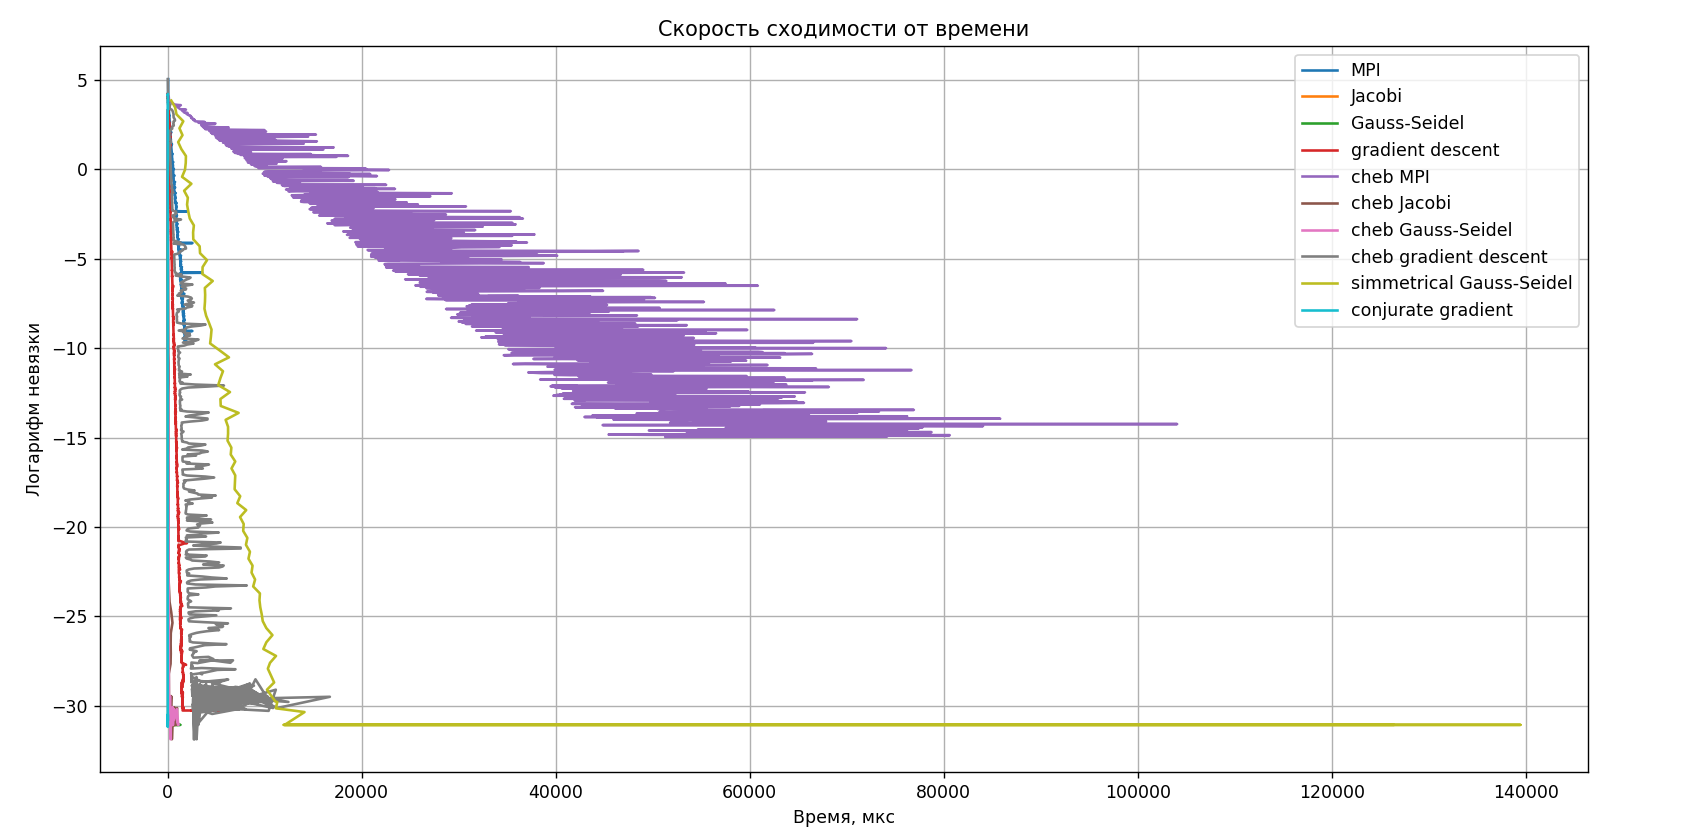 Скорость сходимости от времени
MPI
Jacobi
Gauss-Seidel
gradient descent
cheb MPI
cheb Jacobi
cheb Gauss-Seidel
cheb gradient descent
simmetrical Gauss-Seidel
conjurate gradient
Логарифм невязки
5
0
−5
−10
−15
−20
−25
−30
0
20000
40000
60000
80000
100000
120000
140000
Время, мкс